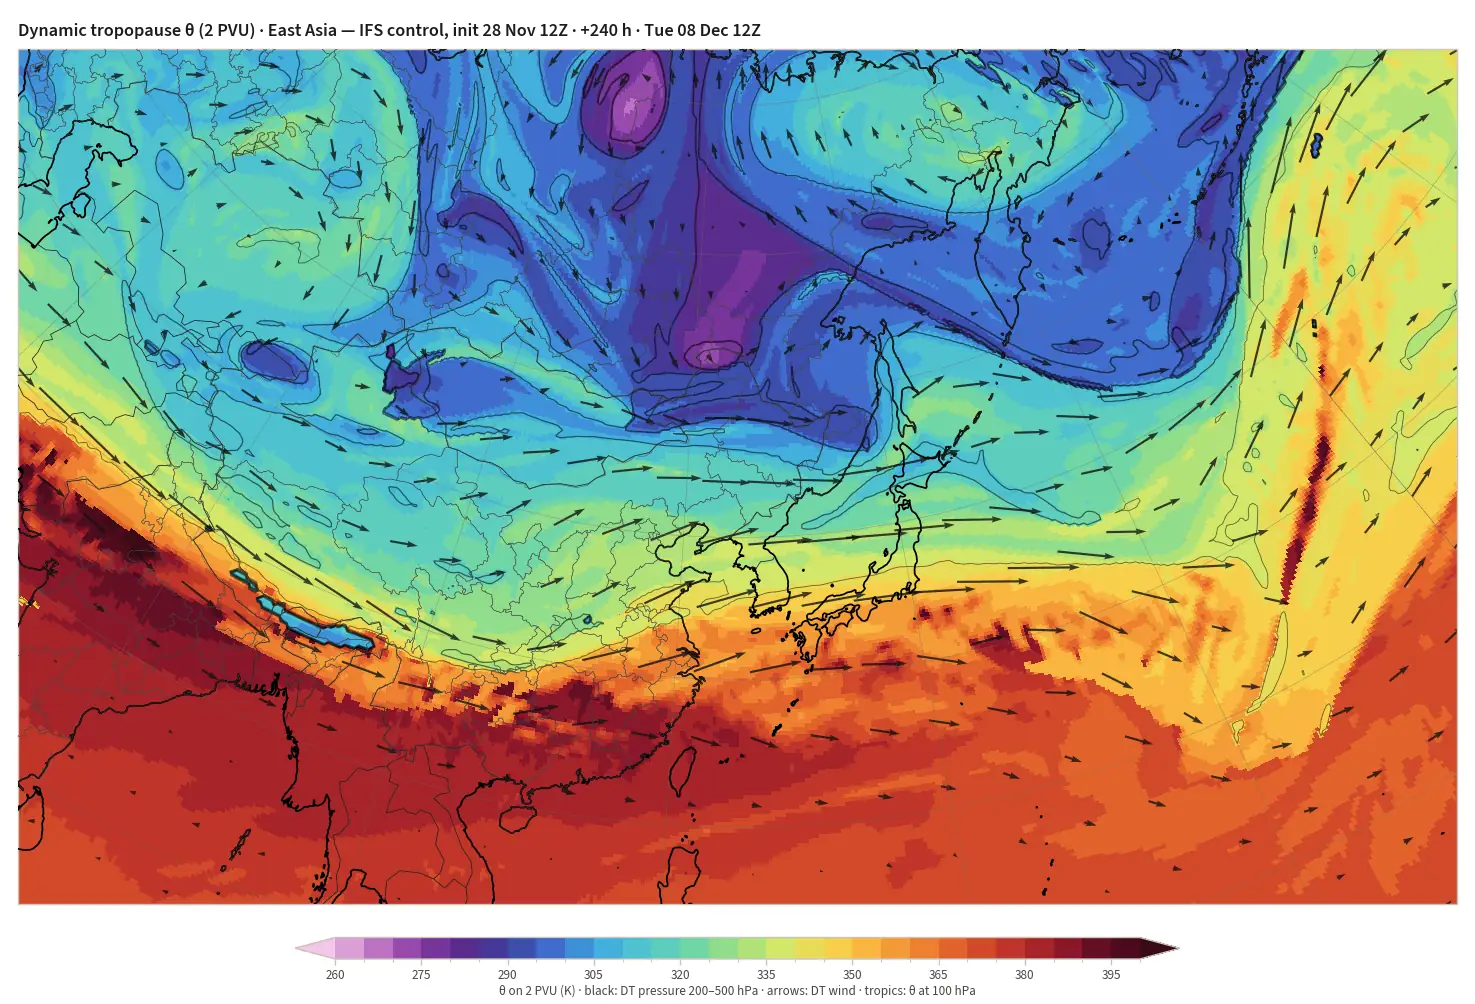 Dynamic tropopause θ (2 PVU) · East Asia — IFS control, init 28 Nov 12Z · +240 h · Tue 08 Dec 12Z
260 275 290 305 320 335 350 365 380 395
θ on 2 PVU (K) · black: DT pressure 200–500 hPa · arrows: DT wind · tropics: θ at 100 hPa